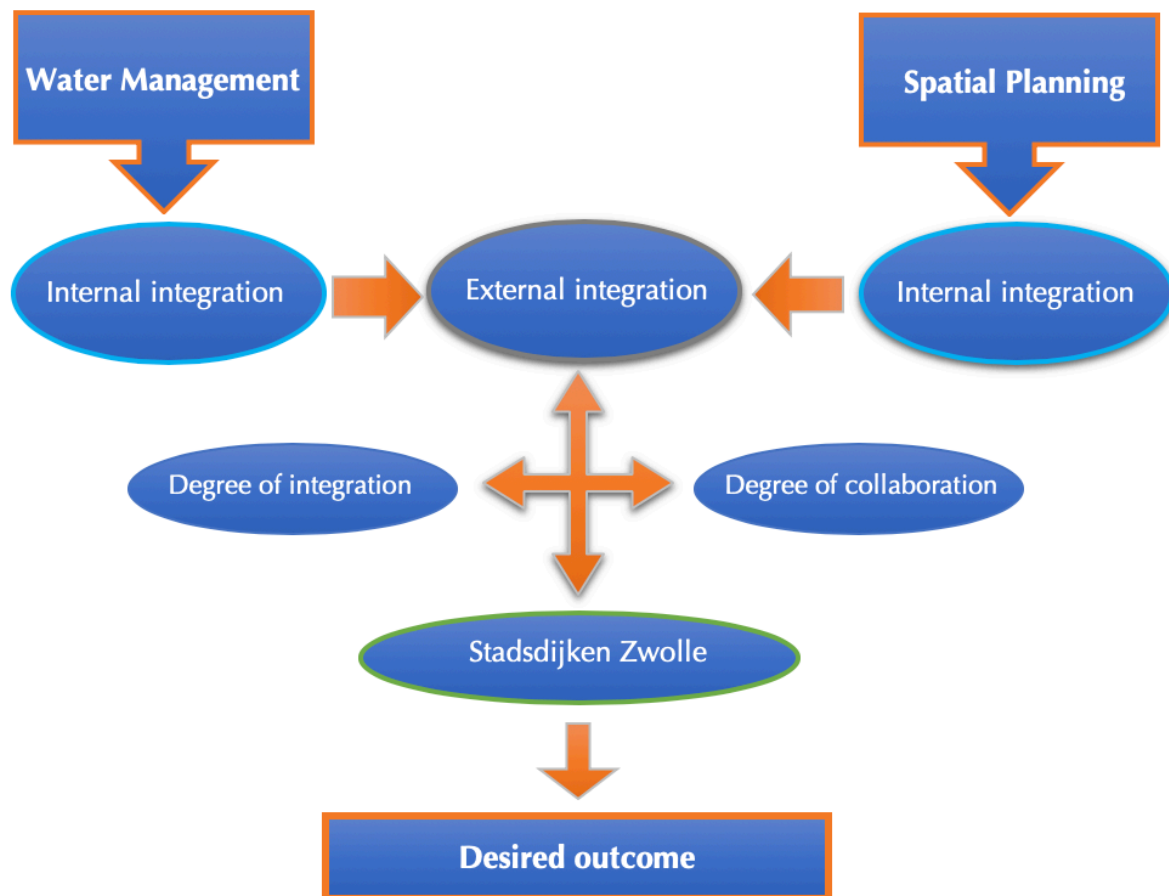 Water Management
Spatial Planning
Internal integration
External integration
Internal integration
Degree of integration
Degree of collaboration
Stadsdijken Zwolle
Desired outcome